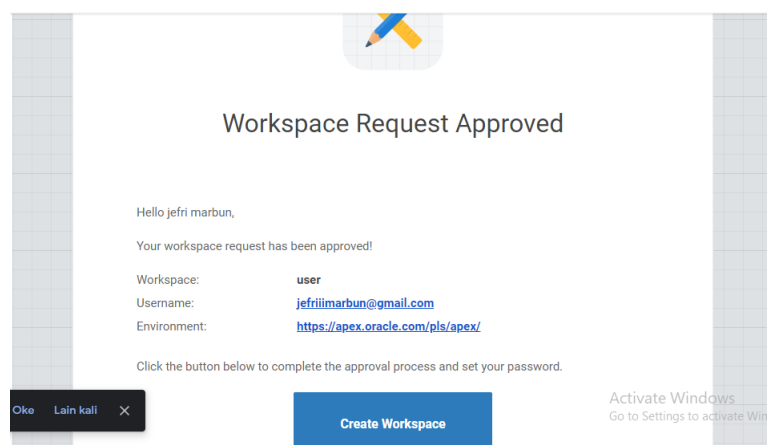 Workspace Request Approved
Hello jefri marbun,
Your workspace request has been approved!
Workspace: user
Username: jefriiimarbun@gmail.com
Environment: https://apex.oracle.com/pls/apex/
Click the button below to complete the approval process and set your password.
Create Workspace
Oke Lain kali
Activate Windows
Go to Settings to activate Win